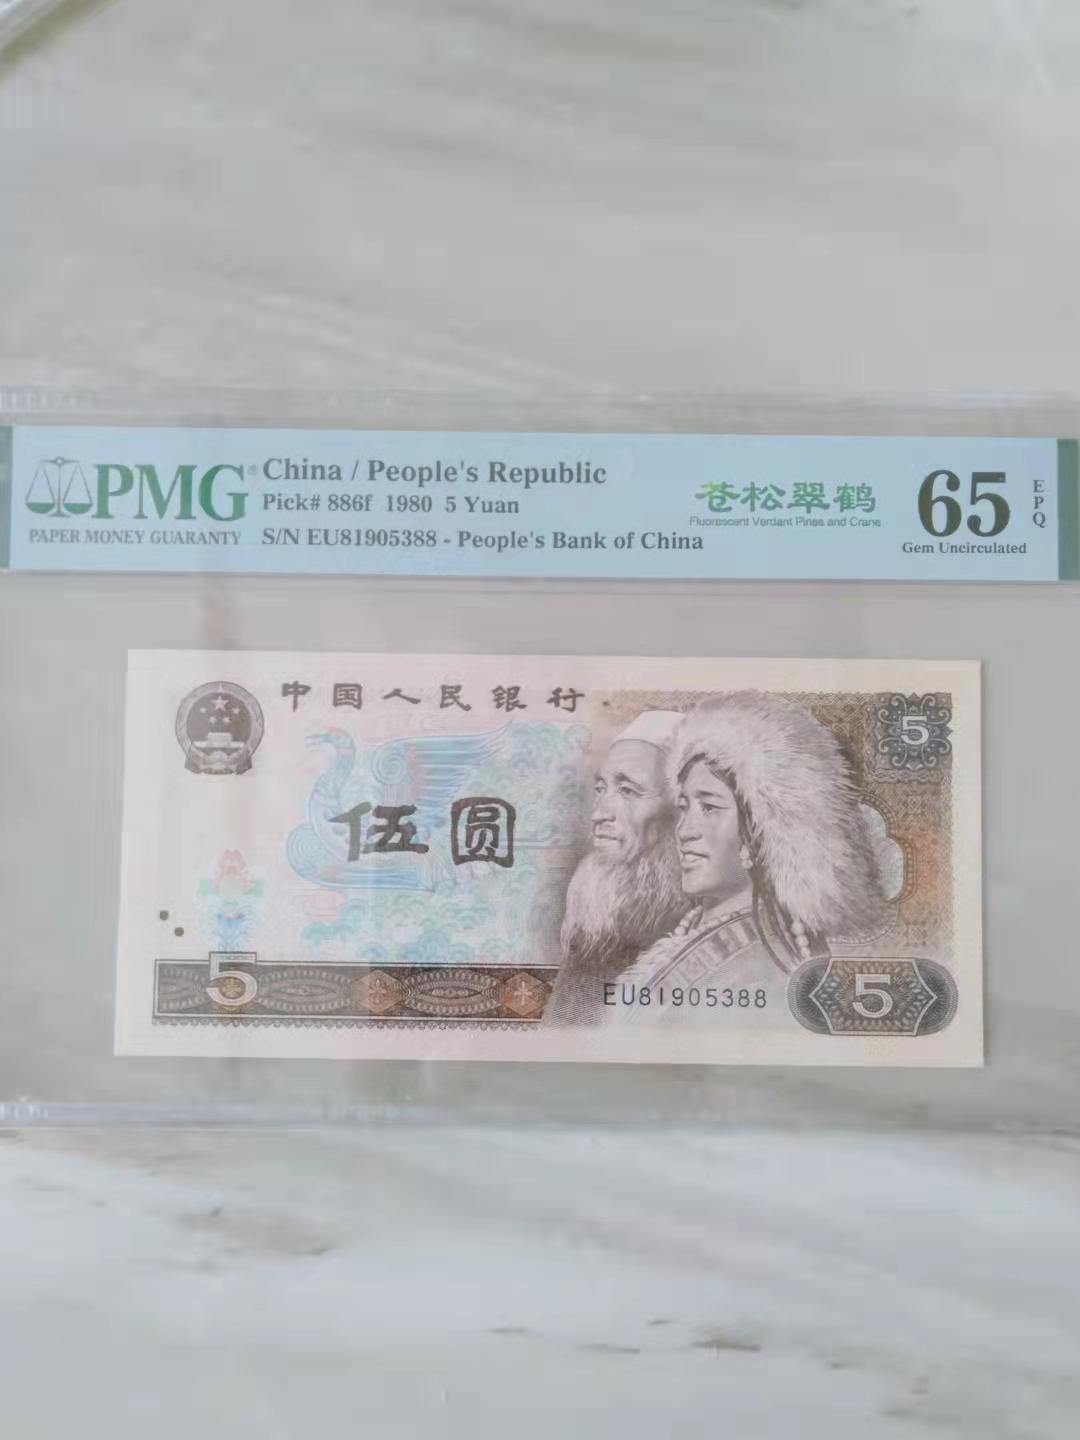 PMG
PAPER MONEY GUARANTY
China / People's Republic
Pick# 886f 1980 5 Yuan
S/N EU81905388 - People's Bank of China
苍松翠鹤
Fluorescent Verdant Pines and Crane
65
EPQ
Gem Uncirculated
中国人民银行
5
伍圆
5
EU81905388
5